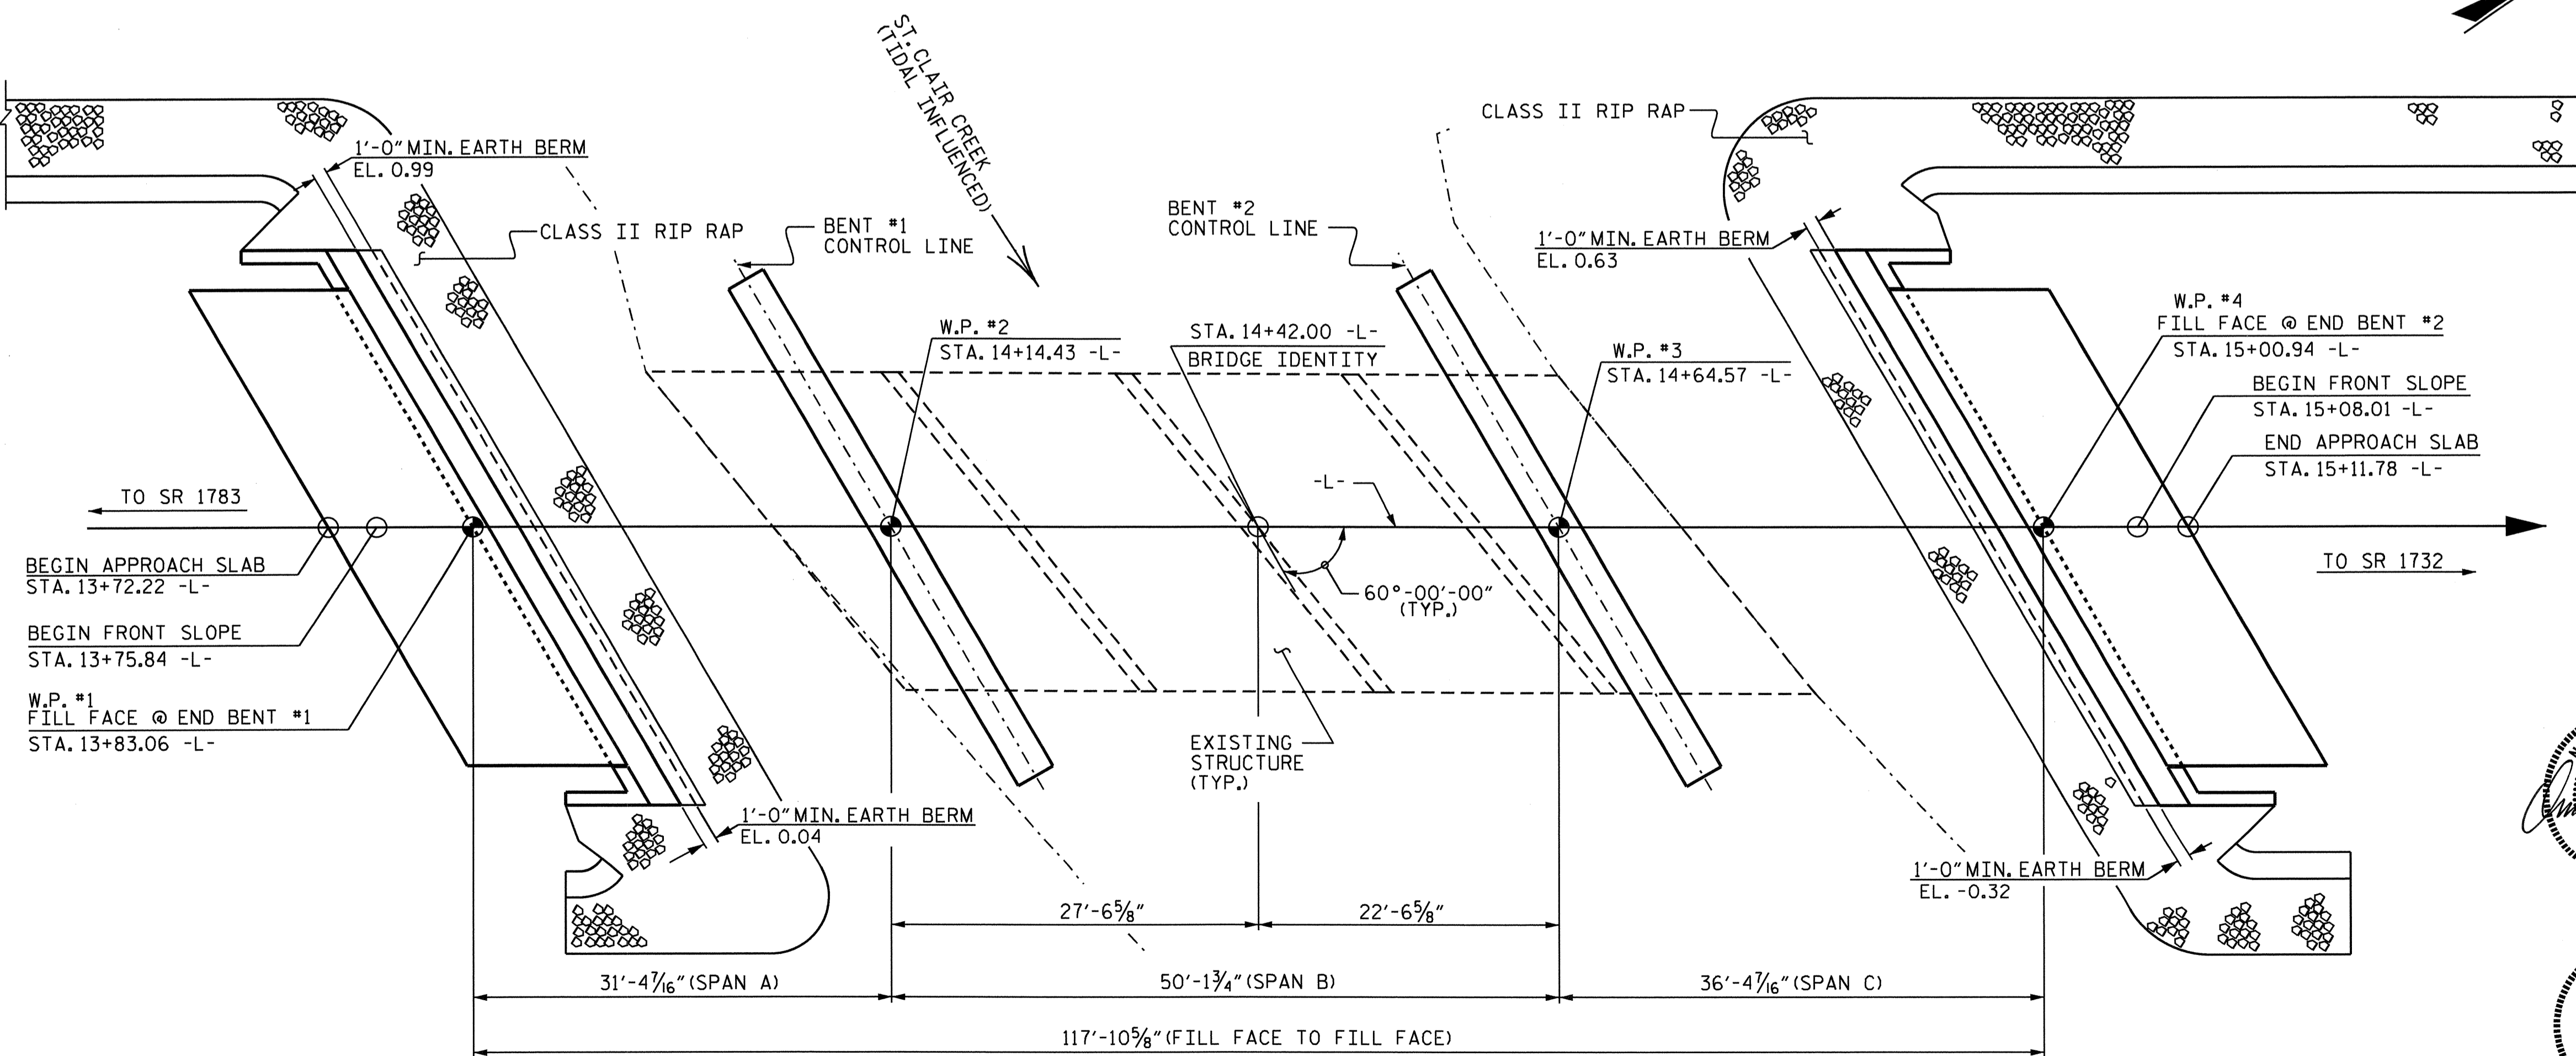 ST. CLAIR CREEK
(TIDAL INFLUENCED)
CLASS II RIP RAP
1'-0" MIN. EARTH BERM
EL. 0.99
CLASS II RIP RAP
BENT #1
CONTROL LINE
BENT #2
CONTROL LINE
1'-0" MIN. EARTH BERM
EL. 0.63
W.P. #2
STA. 14+14.43 -L-
STA. 14+42.00 -L-
BRIDGE IDENTITY
W.P. #3
STA. 14+64.57 -L-
W.P. #4
FILL FACE @ END BENT #2
STA. 15+00.94 -L-
BEGIN FRONT SLOPE
STA. 15+08.01 -L-
END APPROACH SLAB
STA. 15+11.78 -L-
TO SR 1783
-L-
TO SR 1732
BEGIN APPROACH SLAB
STA. 13+72.22 -L-
60°-00'-00"
(TYP.)
BEGIN FRONT SLOPE
STA. 13+75.84 -L-
W.P. #1
FILL FACE @ END BENT #1
STA. 13+83.06 -L-
EXISTING
STRUCTURE
(TYP.)
1'-0" MIN. EARTH BERM
EL. 0.04
1'-0" MIN. EARTH BERM
EL. -0.32
27'-6⅝"
22'-6⅝"
31'-4⁷⁄₁₆" (SPAN A)
50'-1¾" (SPAN B)
36'-4⁷⁄₁₆" (SPAN C)
117'-10⅝" (FILL FACE TO FILL FACE)